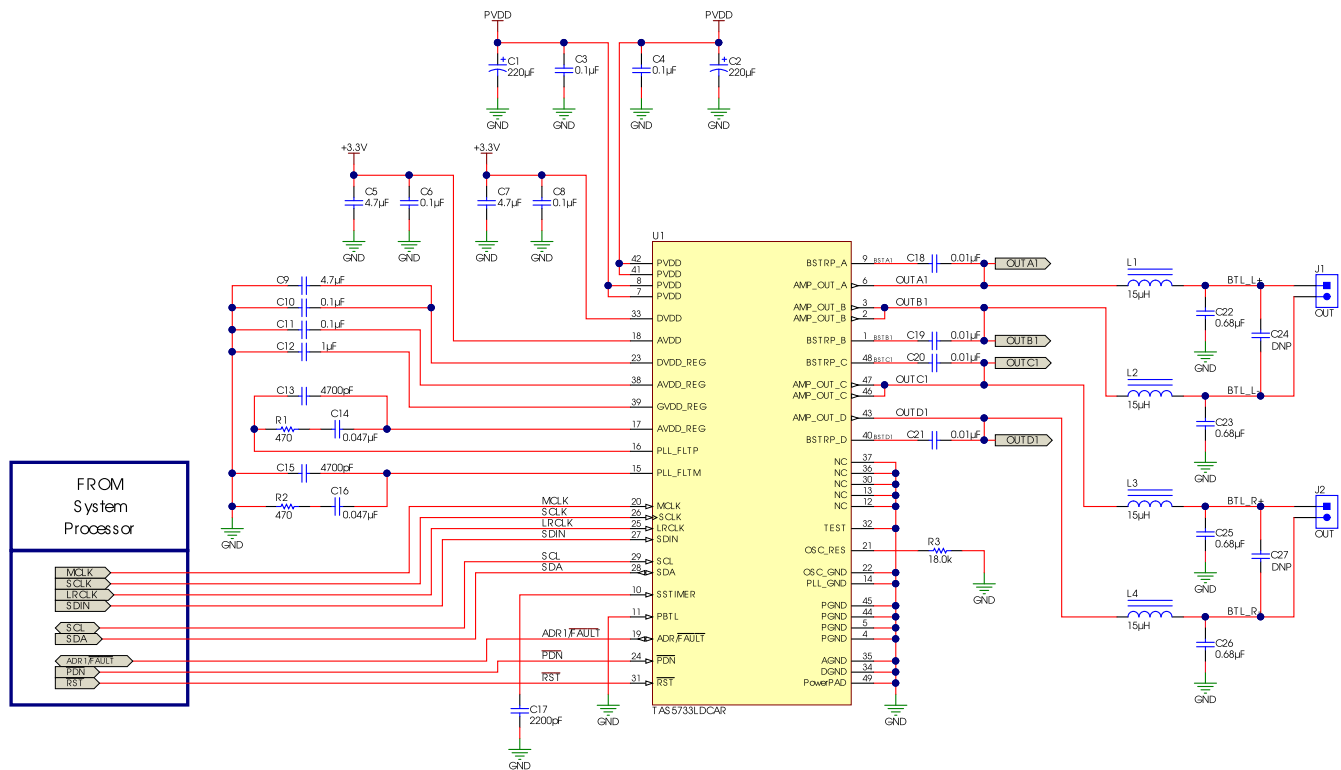 PVDD
PVDD
C1
220µF
C3
0.1µF
C4
0.1µF
C2
220µF
GND
GND
GND
GND
+3.3V
+3.3V
C5
4.7µF
C6
0.1µF
C7
4.7µF
C8
0.1µF
GND
GND
GND
GND
U1
42 PVDD
41 PVDD
8 PVDD
7 PVDD
33 DVDD
18 AVDD
23 DVDD_REG
38 AVDD_REG
39 GVDD_REG
17 AVDD_REG
16 PLL_FLTP
15 PLL_FLTM
20 MCLK
26 SCLK
25 LRCLK
27 SDIN
29 SCL
28 SDA
10 SSTIMER
11 PBTL
19 ADR/FAULT
24 PDN
31 RST
TAS5733LDCAR
BSTRP_A 9 BSTA1
AMP_OUT_A 6
AMP_OUT_B 3
AMP_OUT_B 2
BSTRP_B 1 BSTB1
BSTRP_C 48 BSTC1
AMP_OUT_C 47
AMP_OUT_C 46
AMP_OUT_D 43
BSTRP_D 40 BSTD1
NC 37
NC 36
NC 30
NC 13
NC 12
TEST 32
OSC_RES 21
OSC_GND 22
PLL_GND 14
PGND 45
PGND 44
PGND 5
PGND 4
AGND 35
DGND 34
PowerPAD 49
C9 4.7µF
C10 0.1µF
C11 0.1µF
C12 1µF
C13 4700pF
R1
470
C14
0.047µF
C15 4700pF
R2
470
C16
0.047µF
GND
FROM
System
Processor
MCLK
SCLK
LRCLK
SDIN
SCL
SDA
ADR1/FAULT
PDN
RST
MCLK
SCLK
LRCLK
SDIN
SCL
SDA
ADR1/FAULT
PDN
RST
C17
2200pF
GND
GND
GND
C18 0.01µF
OUTA1
OUTA1
OUTB1
C19 0.01µF
OUTB1
C20 0.01µF
OUTC1
OUTC1
OUTD1
C21 0.01µF
OUTD1
R3
18.0k
GND
L1
15µH
BTL_L+
J1
OUT
C22
0.68µF
C24
DNP
GND
L2
15µH
BTL_L-
C23
0.68µF
GND
L3
15µH
BTL_R+
J2
OUT
C25
0.68µF
C27
DNP
GND
L4
15µH
BTL_R-
C26
0.68µF
GND